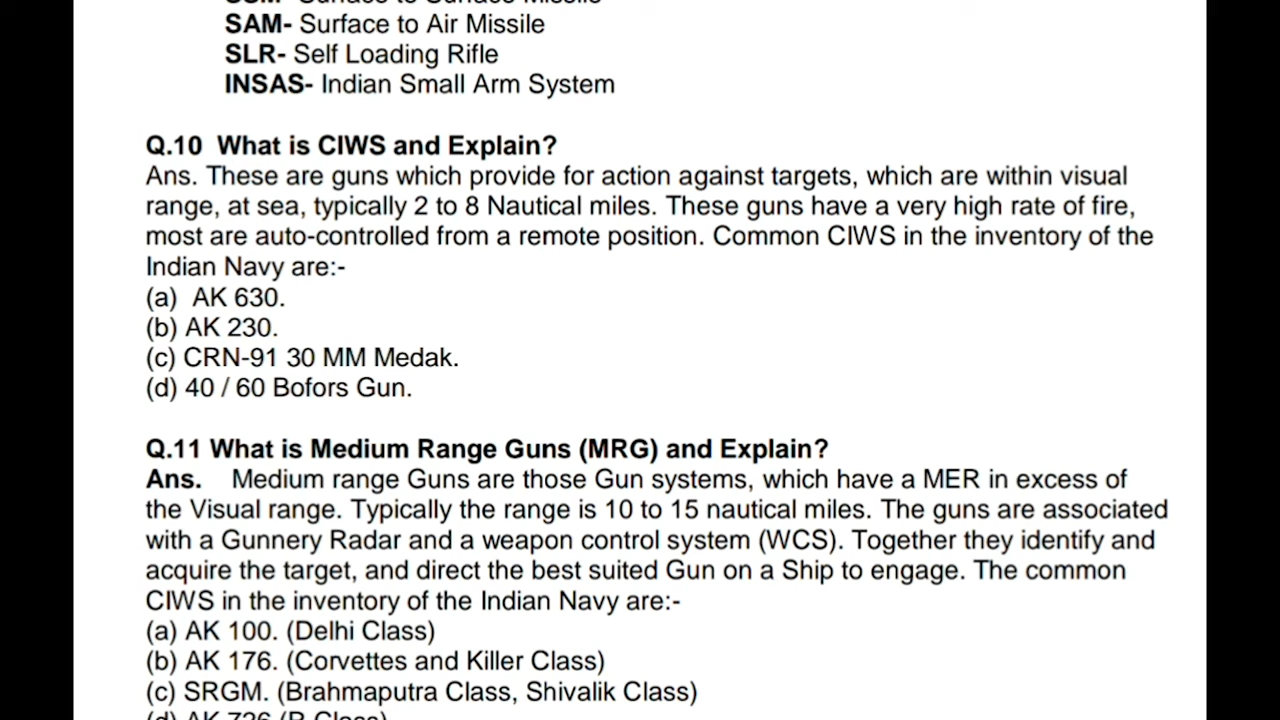 SSM- Surface to Surface Missile
SAM- Surface to Air Missile
SLR- Self Loading Rifle
INSAS- Indian Small Arm System
Q.10 What is CIWS and Explain?
Ans. These are guns which provide for action against targets, which are within visual
range, at sea, typically 2 to 8 Nautical miles. These guns have a very high rate of fire,
most are auto-controlled from a remote position. Common CIWS in the inventory of the
Indian Navy are:-
(a) AK 630.
(b) AK 230.
(c) CRN-91 30 MM Medak.
(d) 40 / 60 Bofors Gun.
Q.11 What is Medium Range Guns (MRG) and Explain?
Ans. Medium range Guns are those Gun systems, which have a MER in excess of
the Visual range. Typically the range is 10 to 15 nautical miles. The guns are associated
with a Gunnery Radar and a weapon control system (WCS). Together they identify and
acquire the target, and direct the best suited Gun on a Ship to engage. The common
CIWS in the inventory of the Indian Navy are:-
(a) AK 100. (Delhi Class)
(b) AK 176. (Corvettes and Killer Class)
(c) SRGM. (Brahmaputra Class, Shivalik Class)
(d) AK 726 (R Class)